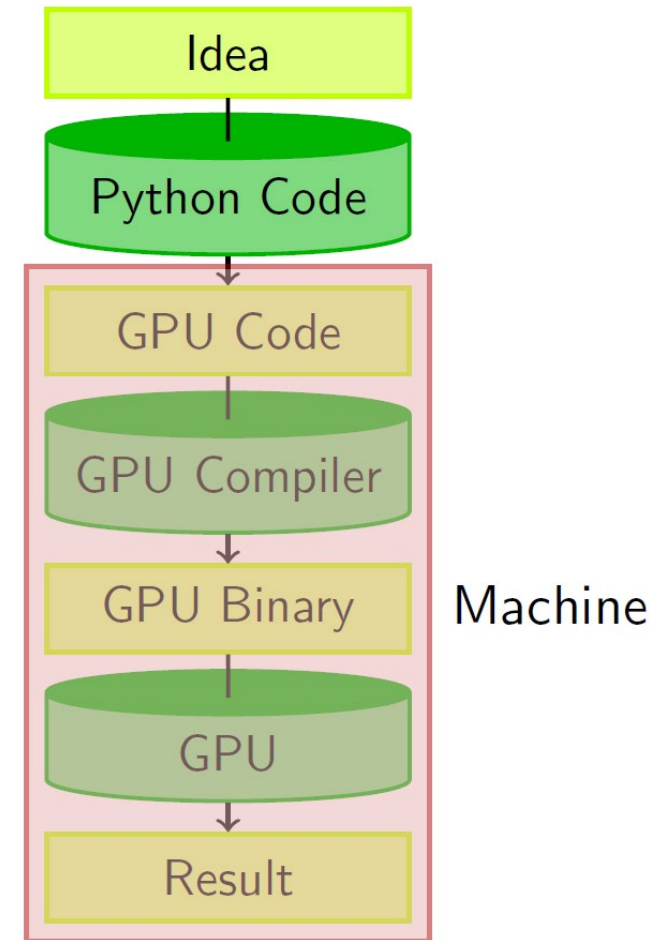 Idea
Python Code
GPU Code
GPU Compiler
GPU Binary
Machine
GPU
Result